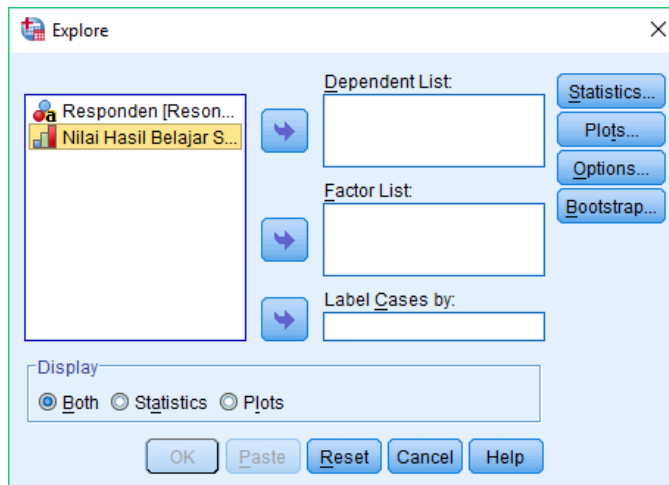 Explore
Responden [Reson...
Nilai Hasil Belajar S...
Dependent List:
Factor List:
Label Cases by:
Statistics...
Plots...
Options...
Bootstrap...
Display
Both Statistics Plots
OK Paste Reset Cancel Help